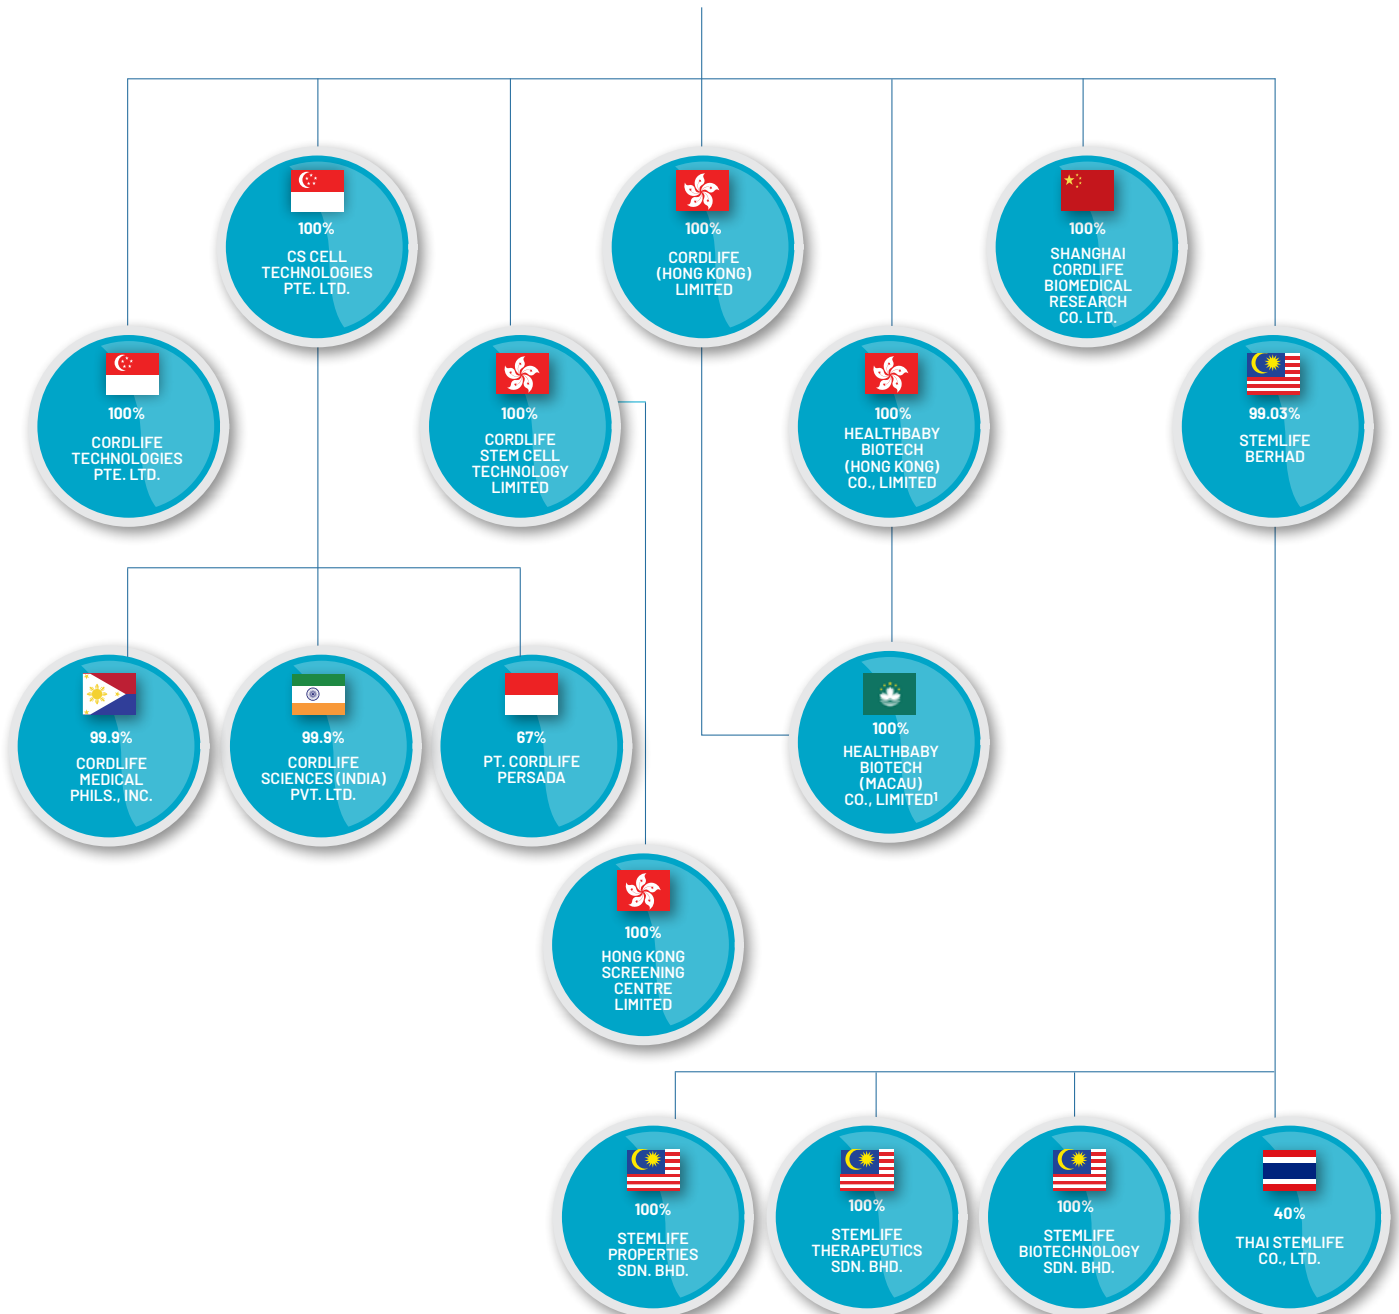 100%
CS CELL
TECHNOLOGIES
PTE. LTD.
100%
CORDLIFE
(HONG KONG)
LIMITED
100%
SHANGHAI
CORDLIFE
BIOMEDICAL
RESEARCH
CO. LTD.
100%
CORDLIFE
TECHNOLOGIES
PTE. LTD.
100%
CORDLIFE
STEM CELL
TECHNOLOGY
LIMITED
100%
HEALTHBABY
BIOTECH
(HONG KONG)
CO., LIMITED
99.03%
STEMLIFE
BERHAD
99.9%
CORDLIFE
MEDICAL
PHILS., INC.
99.9%
CORDLIFE
SCIENCES (INDIA)
PVT. LTD.
67%
PT. CORDLIFE
PERSADA
100%
HEALTHBABY
BIOTECH
(MACAU)
CO., LIMITED¹
100%
HONG KONG
SCREENING
CENTRE
LIMITED
100%
STEMLIFE
PROPERTIES
SDN. BHD.
100%
STEMLIFE
THERAPEUTICS
SDN. BHD.
100%
STEMLIFE
BIOTECHNOLOGY
SDN. BHD.
40%
THAI STEMLIFE
CO., LTD.